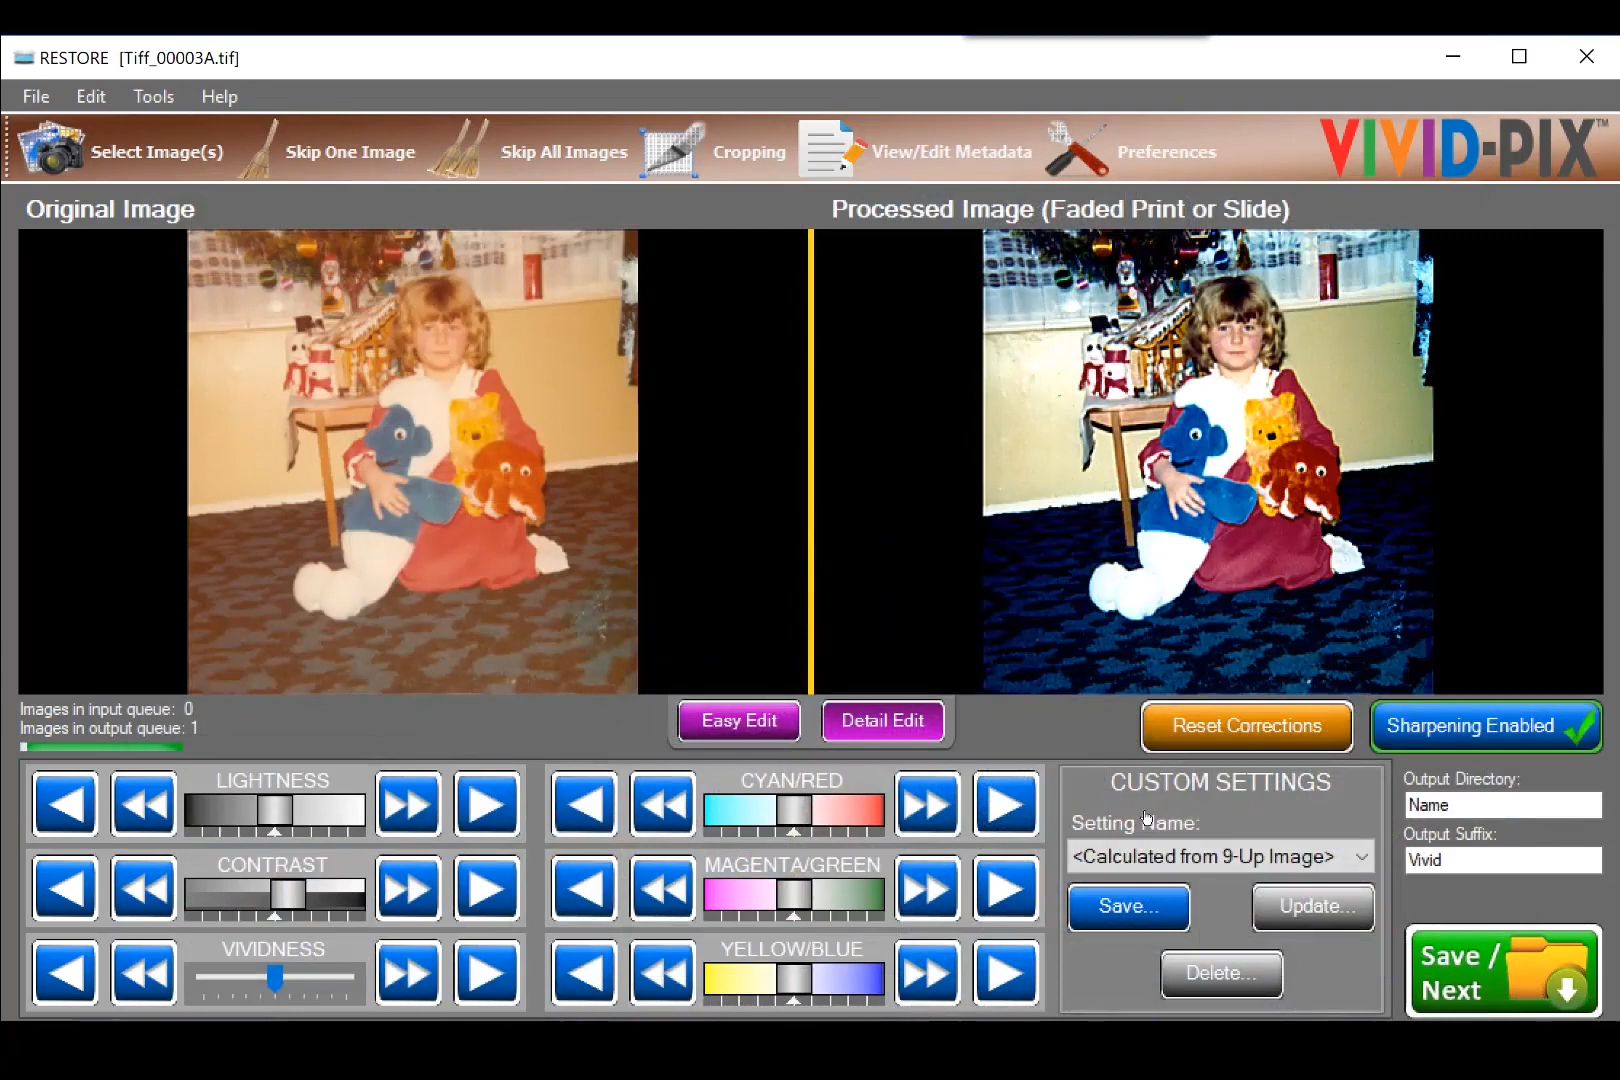 RESTORE [Tiff_00003A.tif]
File Edit Tools Help
Select Image(s) Skip One Image Skip All Images Cropping View/Edit Metadata Preferences VIVID-PIX™
Original Image Processed Image (Faded Print or Slide)
Images in input queue: 0
Images in output queue: 1
Easy Edit Detail Edit Reset Corrections Sharpening Enabled
LIGHTNESS CYAN/RED CUSTOM SETTINGS Output Directory:
Name
Setting Name:
Output Suffix:
<Calculated from 9-Up Image> Vivid
CONTRAST MAGENTA/GREEN
Save... Update...
VIVIDNESS YELLOW/BLUE
Delete...
Save /
Next